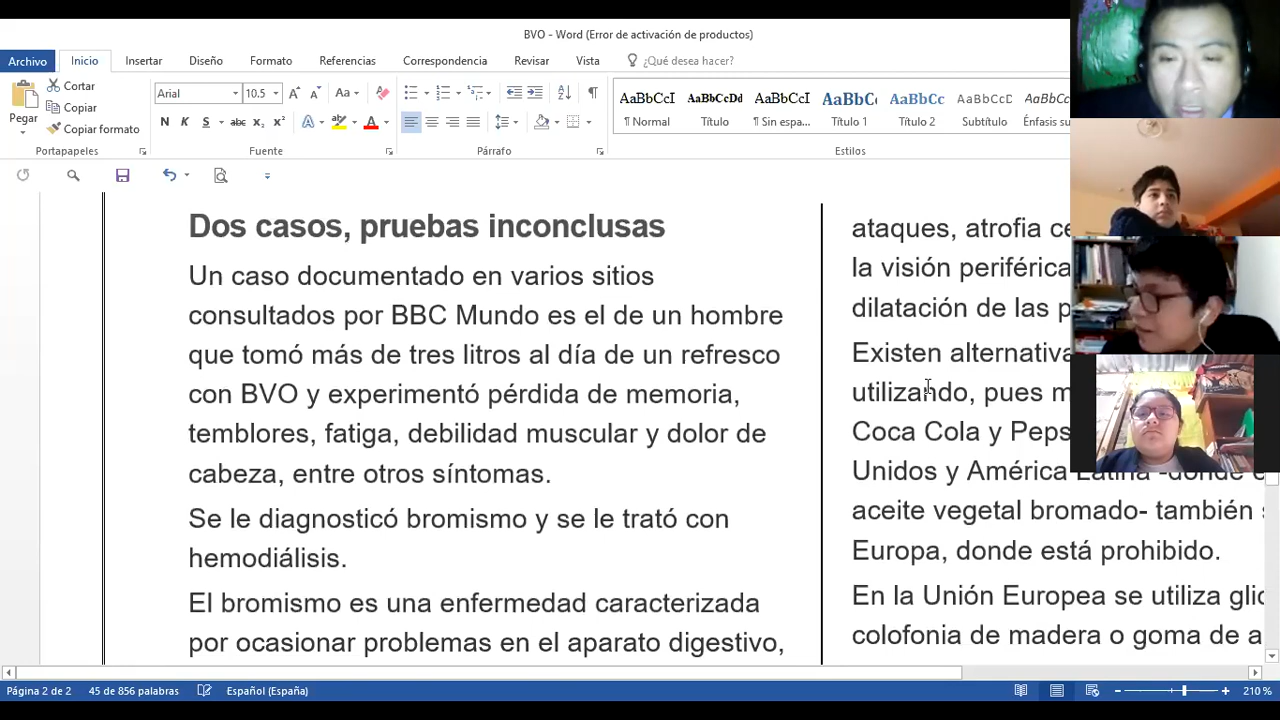 BVO - Word (Error de activación de productos)
Archivo Inicio Insertar Diseño Formato Referencias Correspondencia Revisar Vista ¿Qué desea hacer?
Pegar
Cortar
Copiar
Copiar formato
Portapapeles
Arial 10.5
N K S abc x₂ x²
Fuente
Párrafo
AaBbCcI AaBbCcDd AaBbCcI AaBbC AaBbCc AaBbCcD AaBbCcI
¶ Normal Título ¶ Sin espa... Título 1 Título 2 Subtítulo Énfasis su
Estilos
Dos casos, pruebas inconclusas
Un caso documentado en varios sitios
consultados por BBC Mundo es el de un hombre
que tomó más de tres litros al día de un refresco
con BVO y experimentó pérdida de memoria,
temblores, fatiga, debilidad muscular y dolor de
cabeza, entre otros síntomas.
Se le diagnosticó bromismo y se le trató con
hemodiálisis.
El bromismo es una enfermedad caracterizada
por ocasionar problemas en el aparato digestivo,
ataques, atrofia
la visión periférica
dilatación de las
Existen
utilizando, pues
Coca Cola y Peps
Unidos y América Latina
aceite vegetal bromado- también
Europa, donde está prohibido.
En la Unión Europea se utiliza
colofonia de madera o goma de
Página 2 de 2 45 de 856 palabras Español (España) 210 %